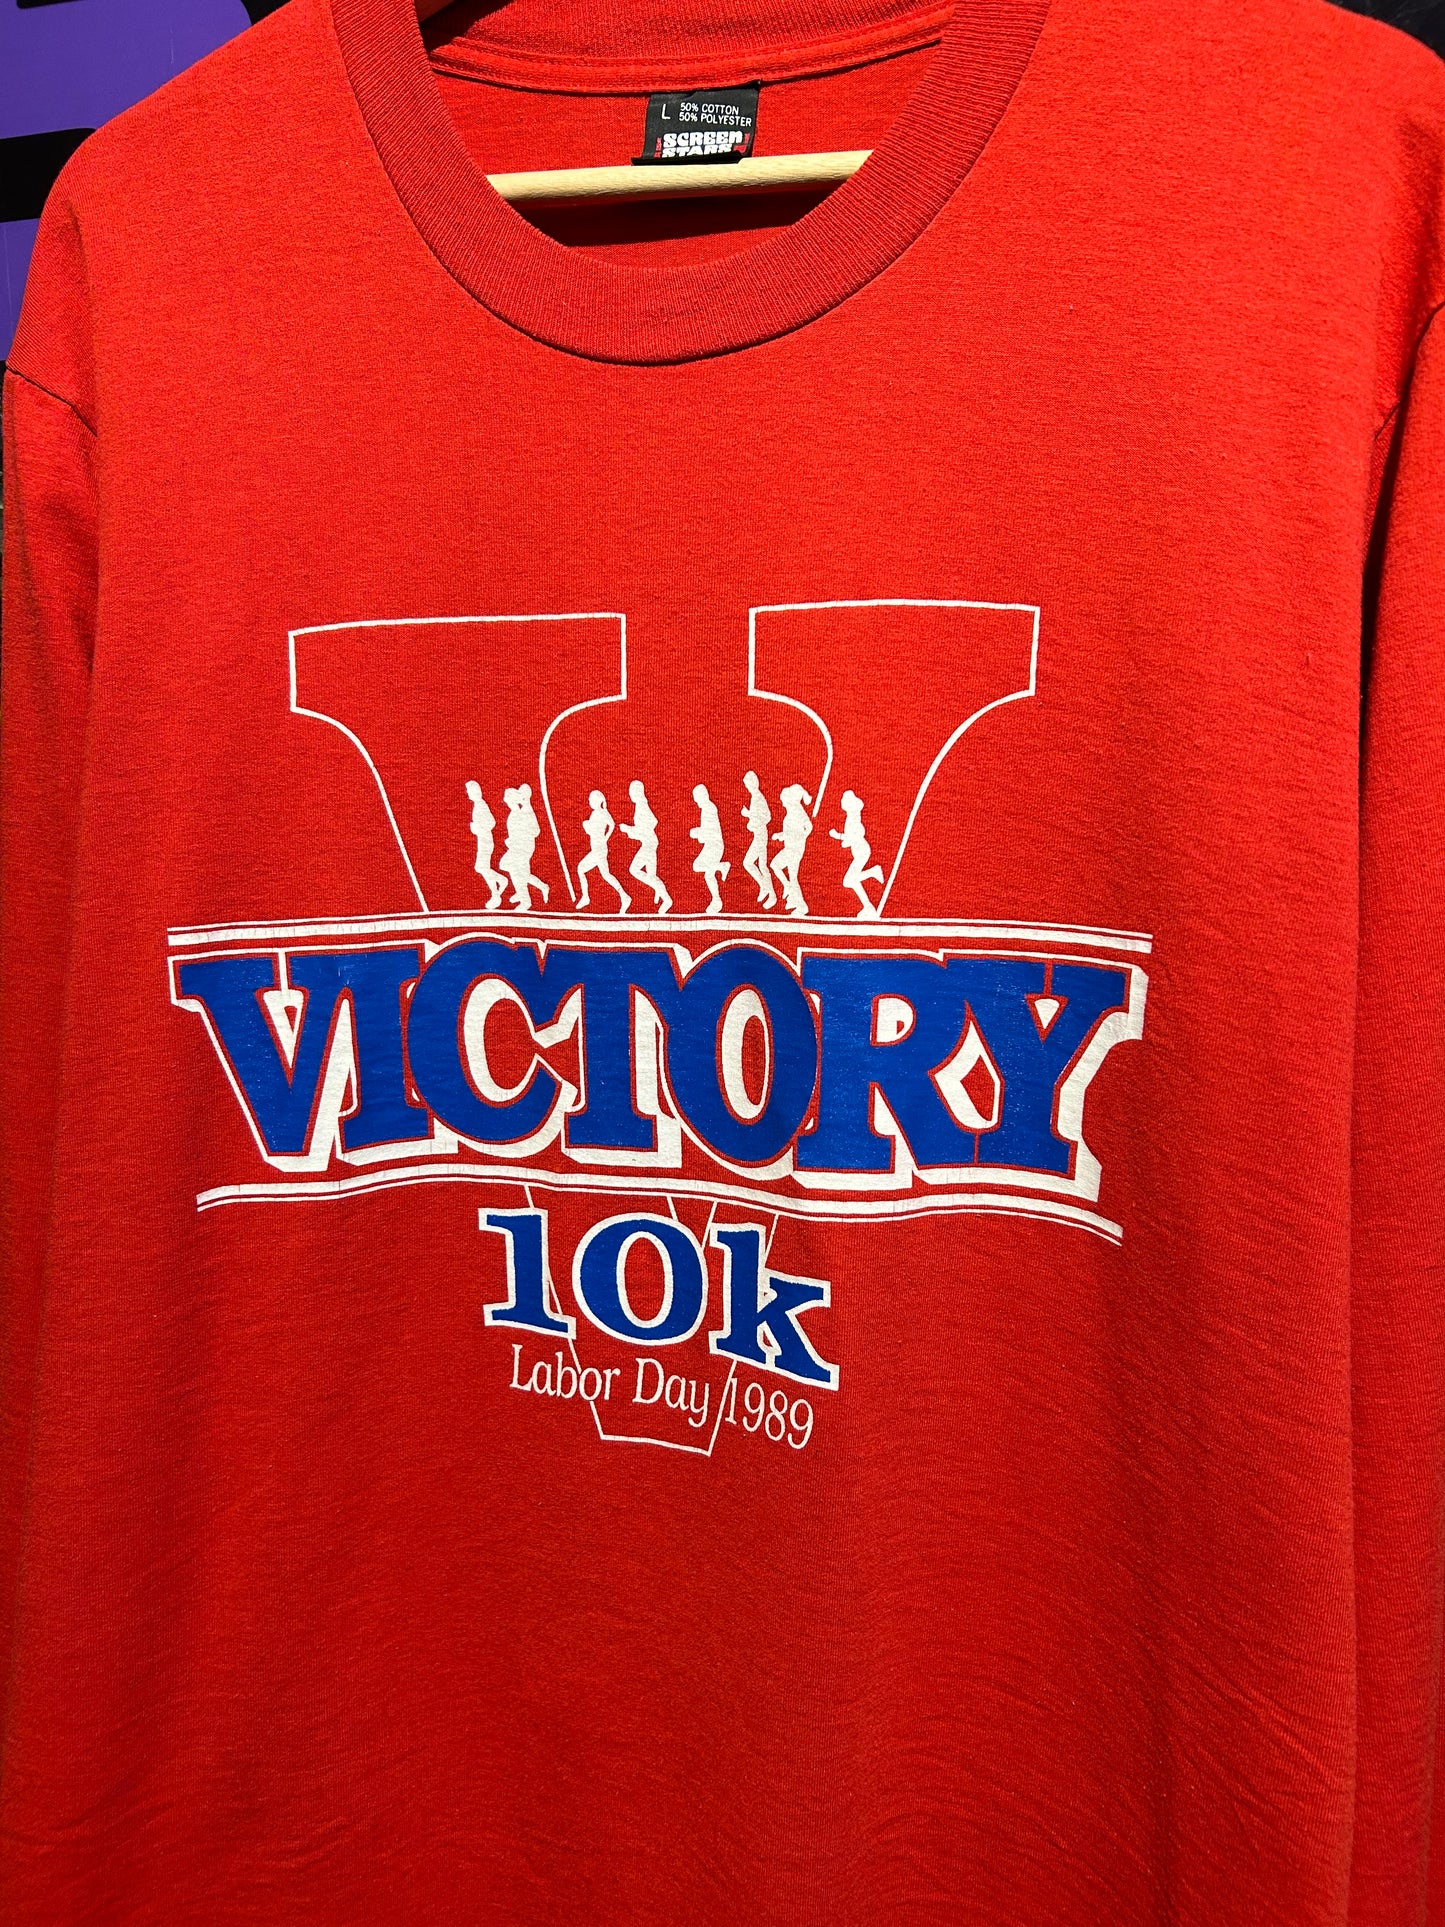 L 50% COTTON
50% POLYESTER
SCREEN
STARS
V
VICTORY
10k
Labor Day 1989